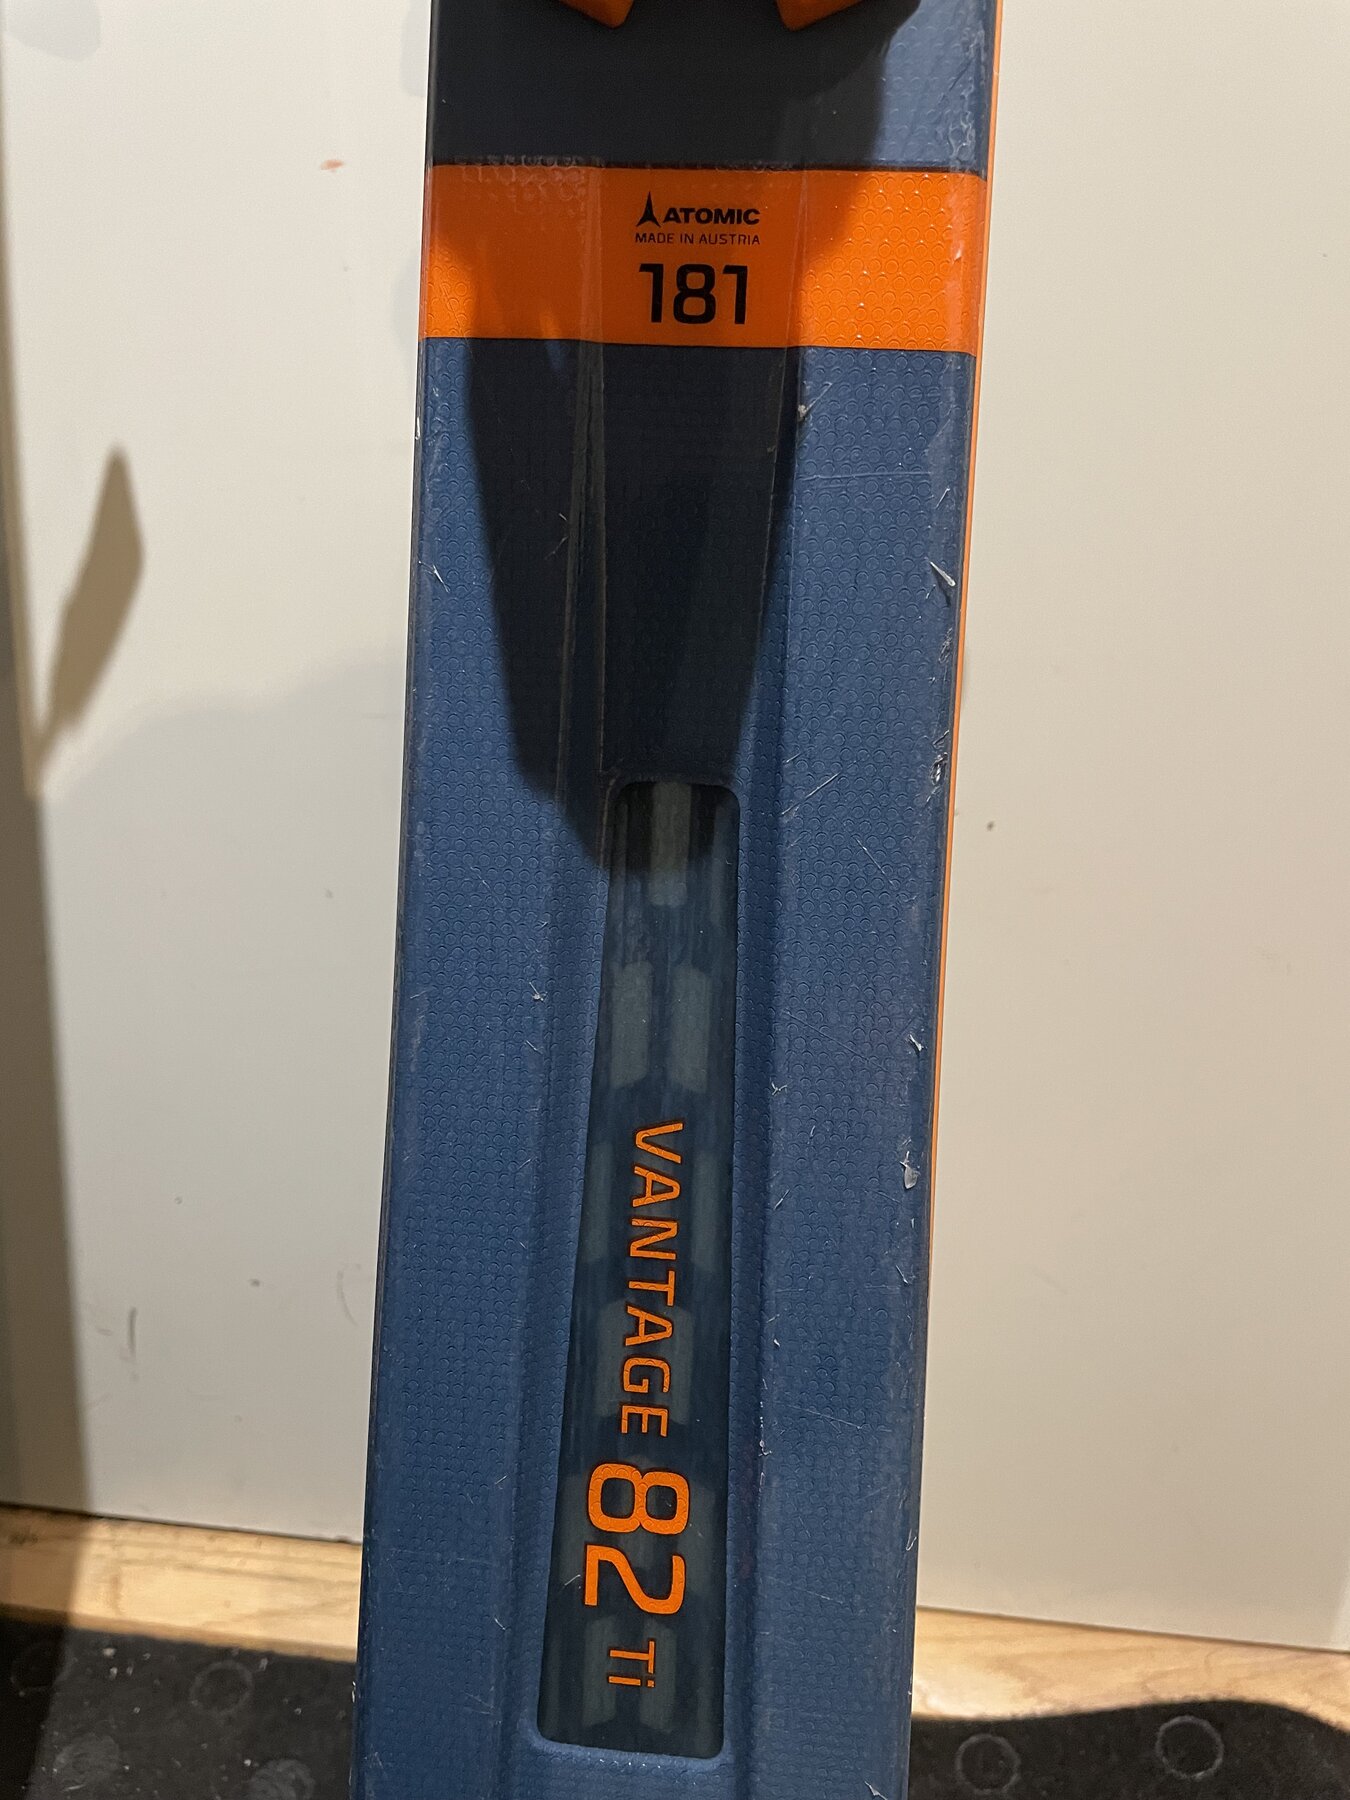 ATOMIC
MADE IN AUSTRIA
181
VANTAGE 82 Ti